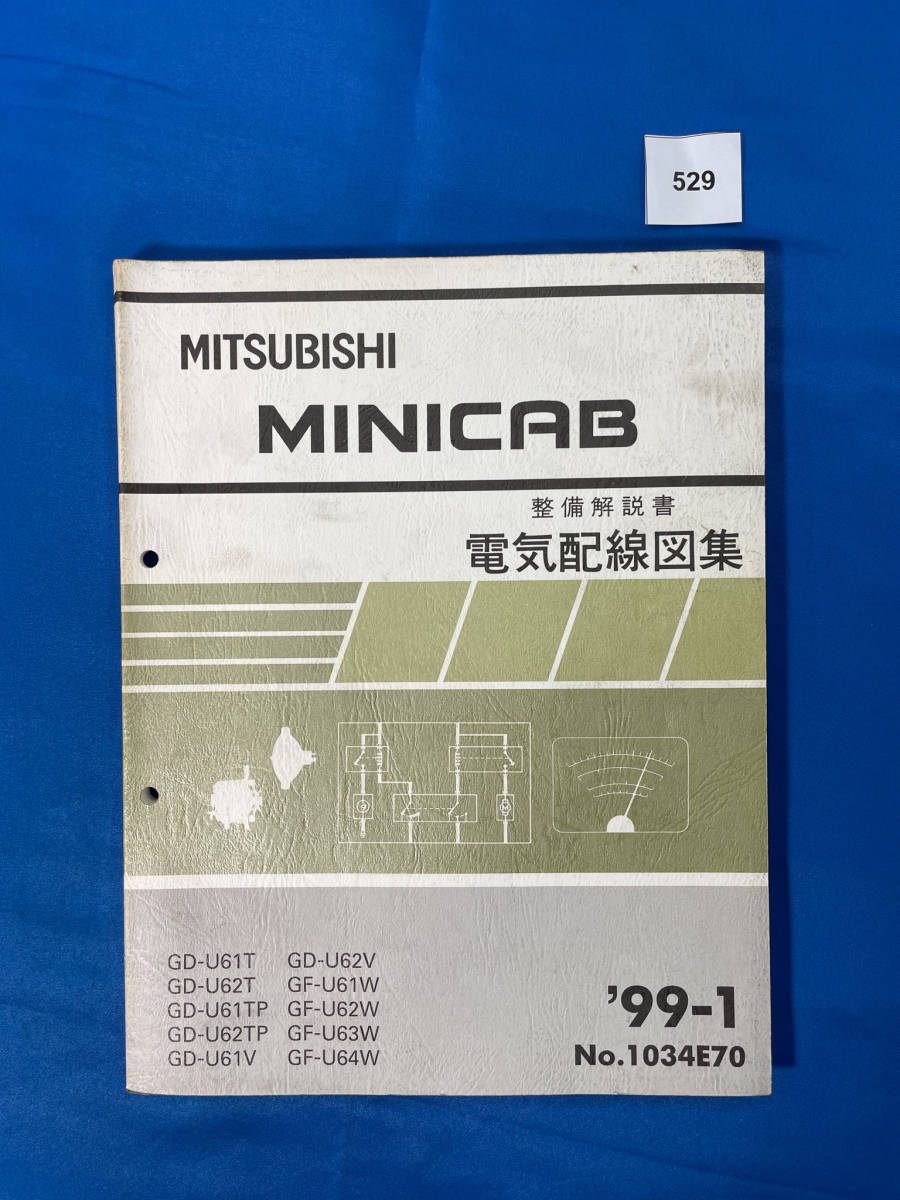 529
MITSUBISHI
MINICAB
整備解説書
電気配線図集
GD-U61T GD-U62V
GD-U62T GF-U61W
GD-U61TP GF-U62W
GD-U62TP GF-U63W
GD-U61V GF-U64W
'99-1
No.1034E70